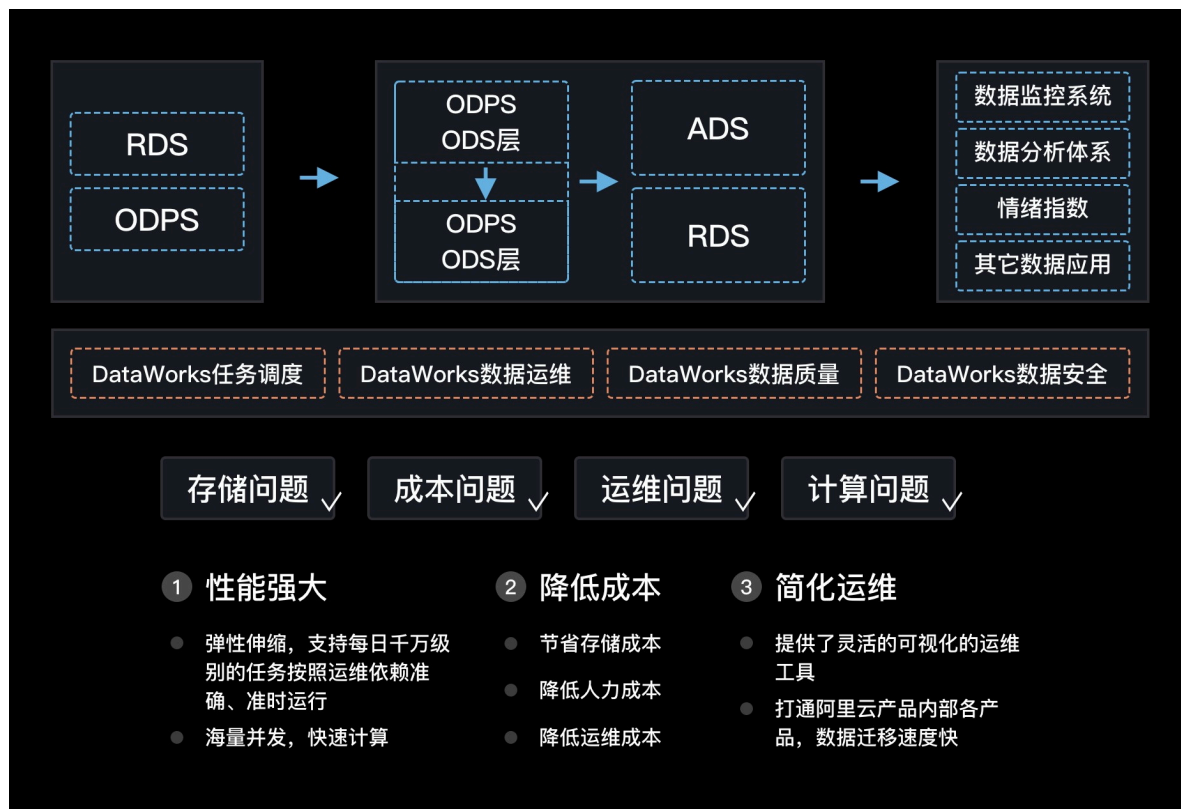 RDS
ODPS
ODPS
ODS层
ODPS
ODS层
ADS
RDS
数据监控系统
数据分析体系
情绪指数
其它数据应用
DataWorks任务调度
DataWorks数据运维
DataWorks数据质量
DataWorks数据安全
存储问题
成本问题
运维问题
计算问题
1 性能强大
弹性伸缩，支持每日千万级
别的任务按照运维依赖准
确、准时运行
海量并发，快速计算
2 降低成本
节省存储成本
降低人力成本
降低运维成本
3 简化运维
提供了灵活的可视化的运维
工具
打通阿里云产品内部各产
品，数据迁移速度快